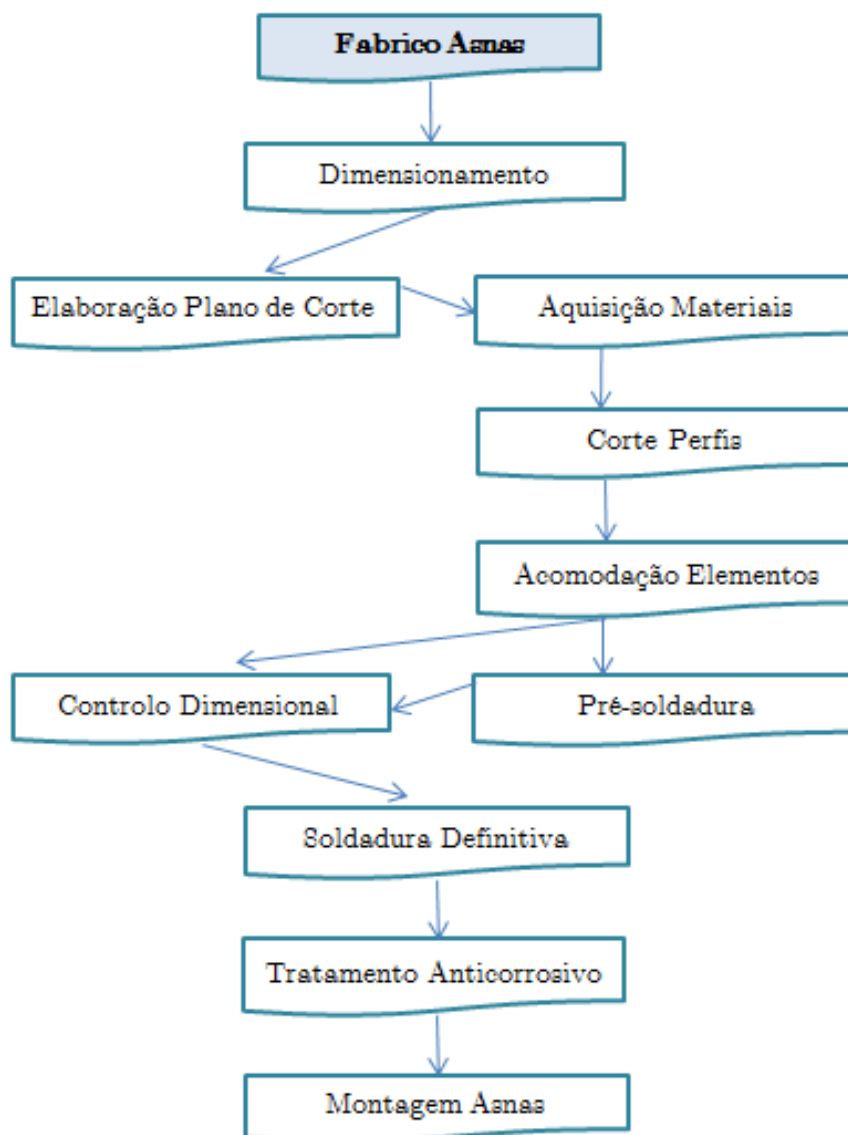 Fabrico Asnas
Dimensionamento
Elaboração Plano de Corte
Aquisição Materiais
Corte Perfis
Acomodação Elementos
Controlo Dimensional
Pré-soldadura
Soldadura Definitiva
Tratamento Anticorrosivo
Montagem Asnas